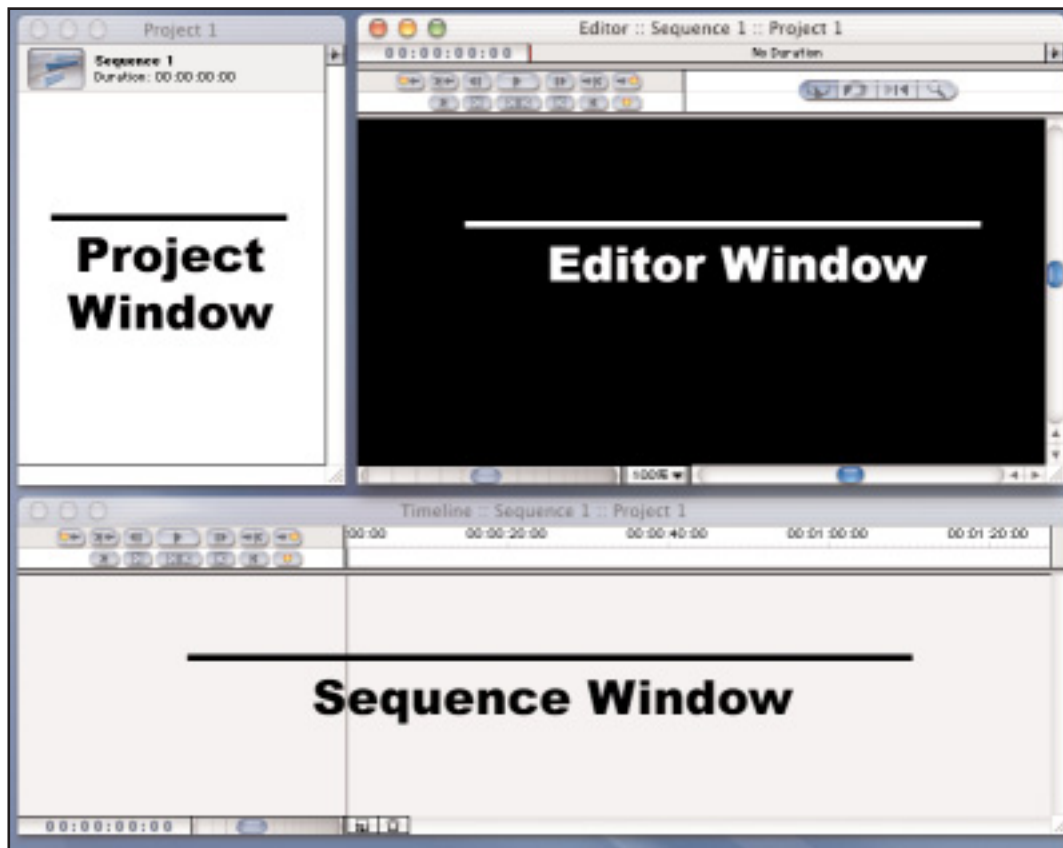 Project 1
Sequence 1
Duration: 00:00:00:00
Project
Window
Editor :: Sequence 1 :: Project 1
00:00:00:00
No Duration
Editor Window
100%
Timeline :: Sequence 1 :: Project 1
00:00 00:00:20:00 00:00:40:00 00:01:00:00 00:01:20:00
Sequence Window
00:00:00:00